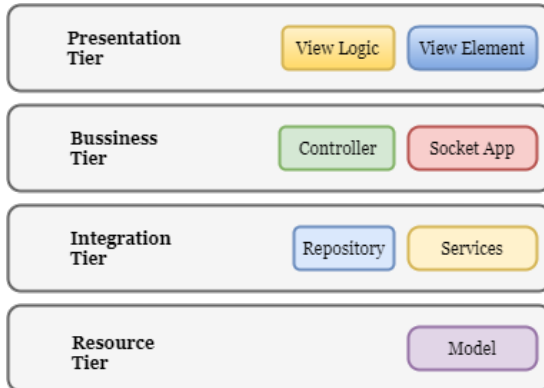 Presentation
Tier
View Logic
View Element
Bussiness
Tier
Controller
Socket App
Integration
Tier
Repository
Services
Resource
Tier
Model